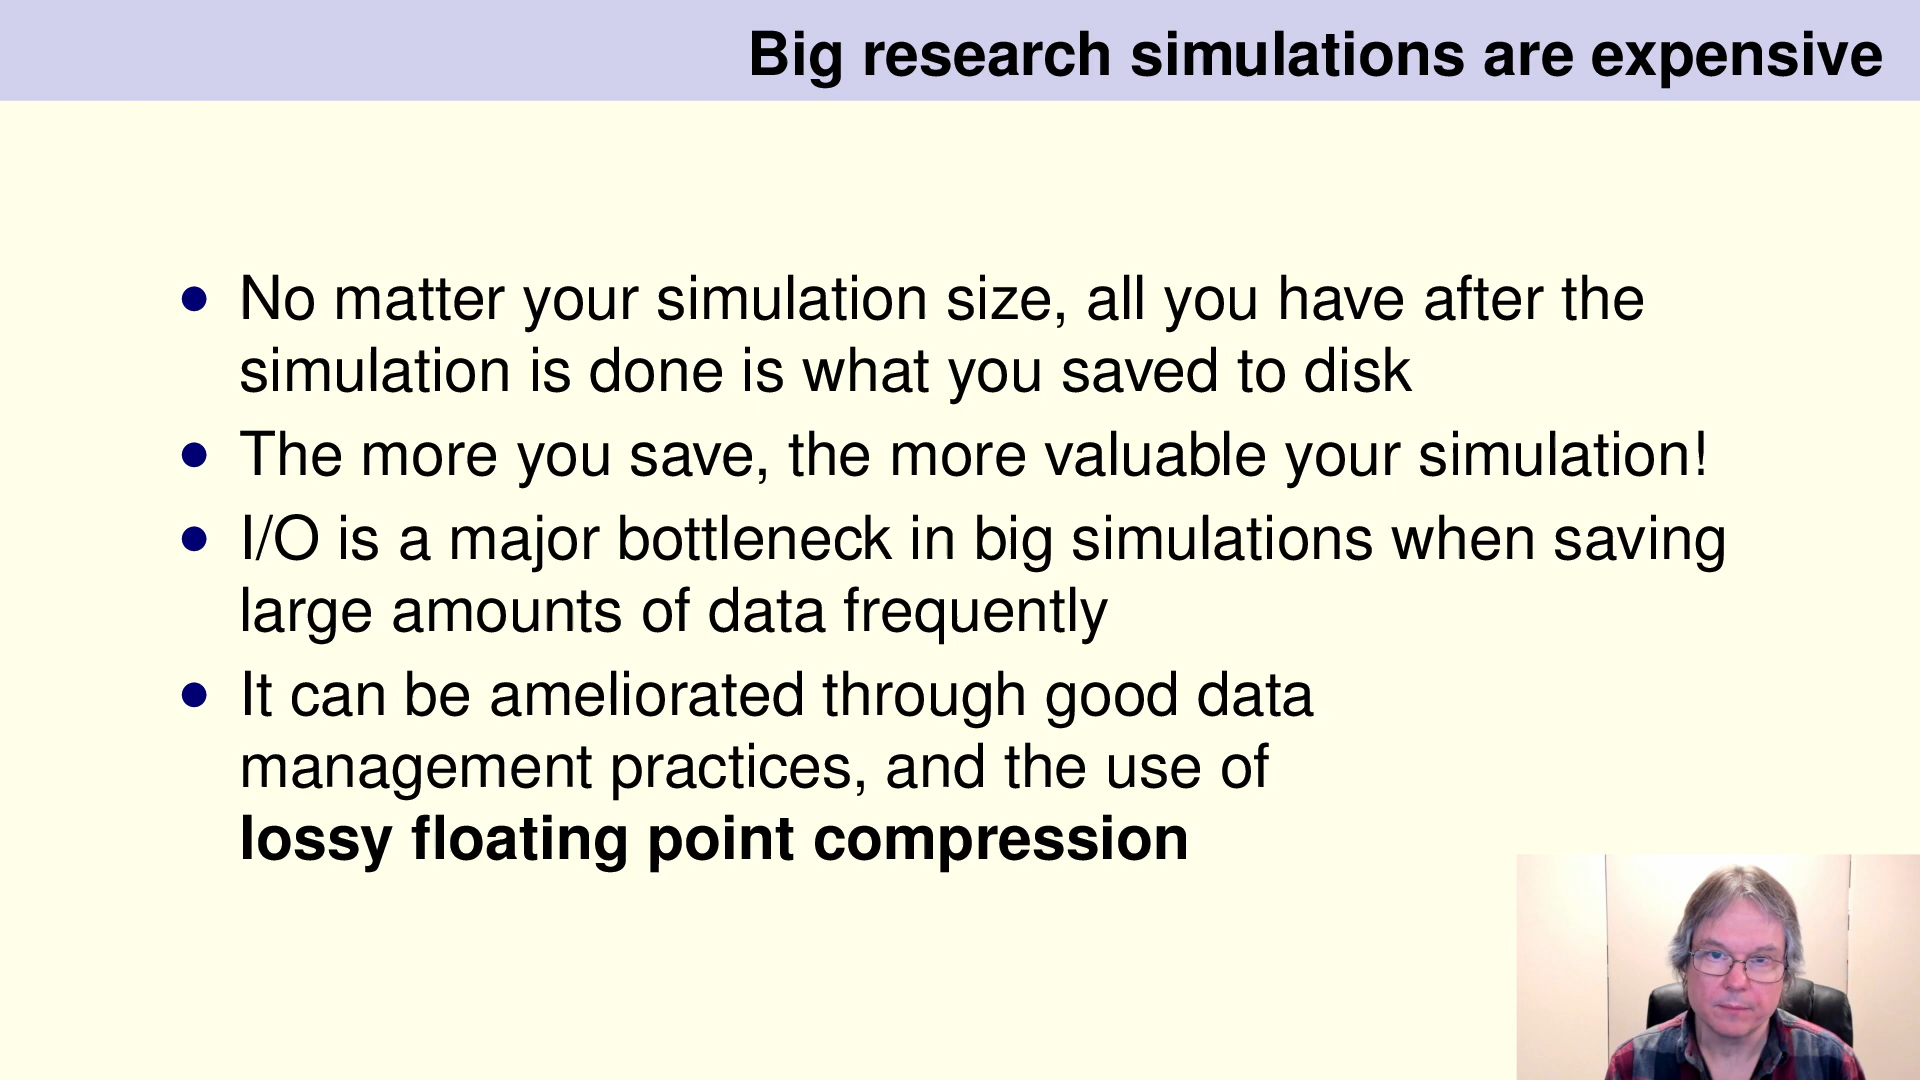 Big research simulations are expensive
• No matter your simulation size, all you have after the
simulation is done is what you saved to disk
• The more you save, the more valuable your simulation!
• I/O is a major bottleneck in big simulations when saving
large amounts of data frequently
• It can be ameliorated through good data
management practices, and the use of
lossy floating point compression